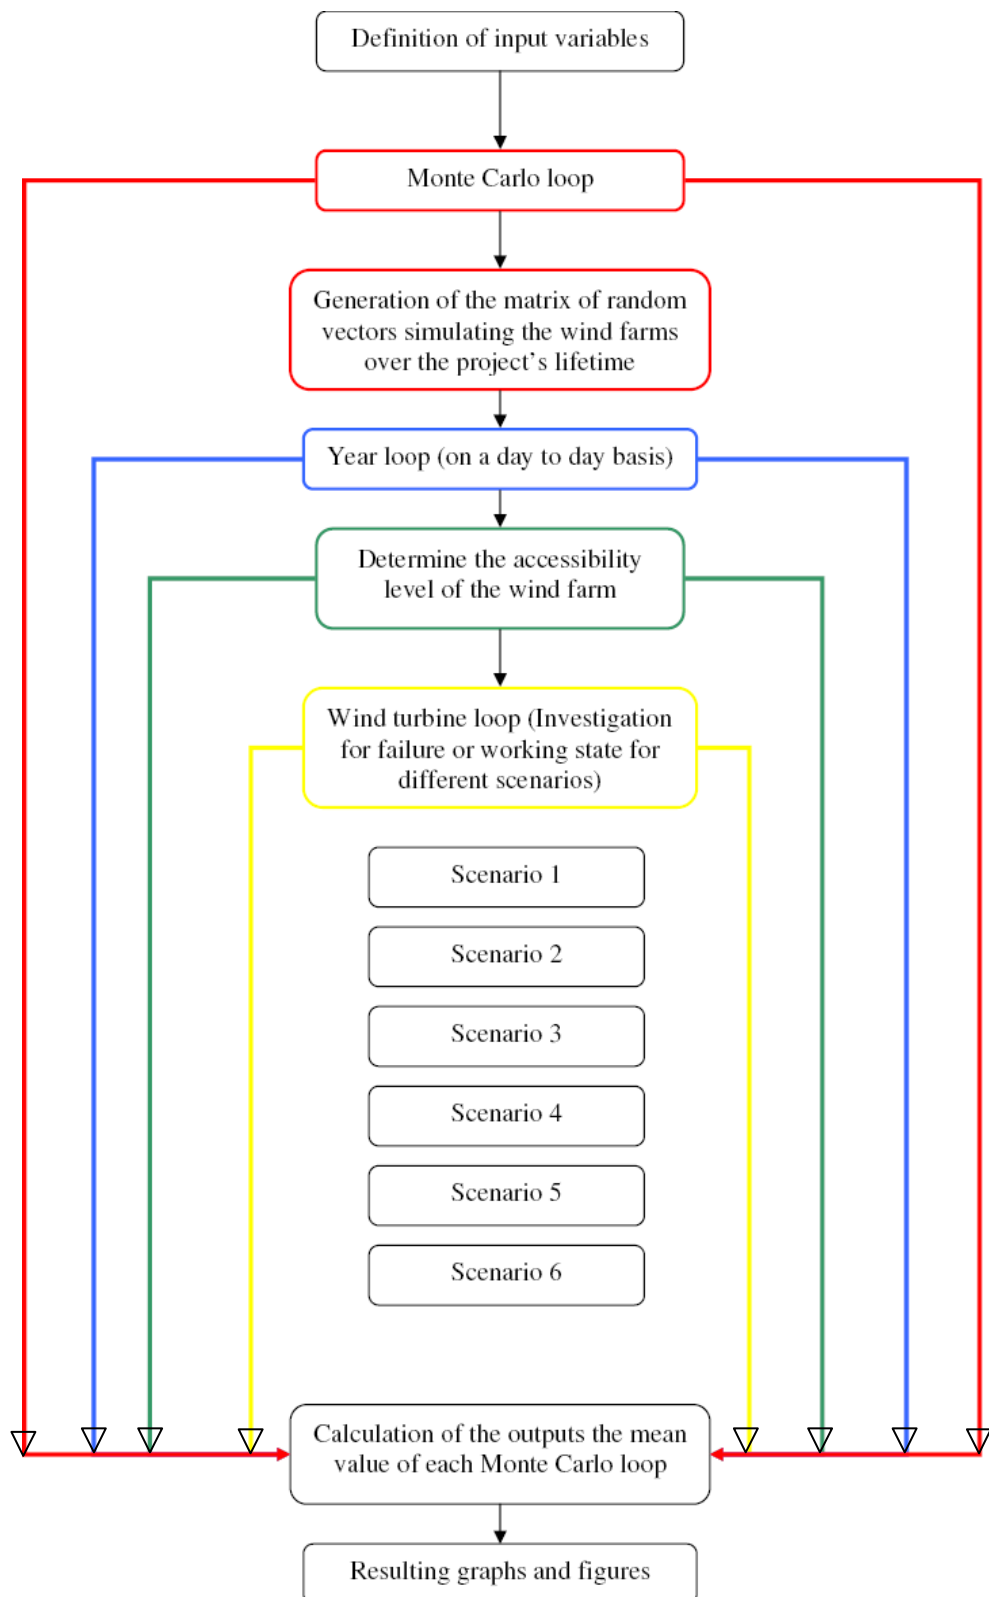 Definition of input variables
Monte Carlo loop
Generation of the matrix of random
vectors simulating the wind farms
over the project's lifetime
Year loop (on a day to day basis)
Determine the accessibility
level of the wind farm
Wind turbine loop (Investigation
for failure or working state for
different scenarios)
Scenario 1
Scenario 2
Scenario 3
Scenario 4
Scenario 5
Scenario 6
Calculation of the outputs the mean
value of each Monte Carlo loop
Resulting graphs and figures